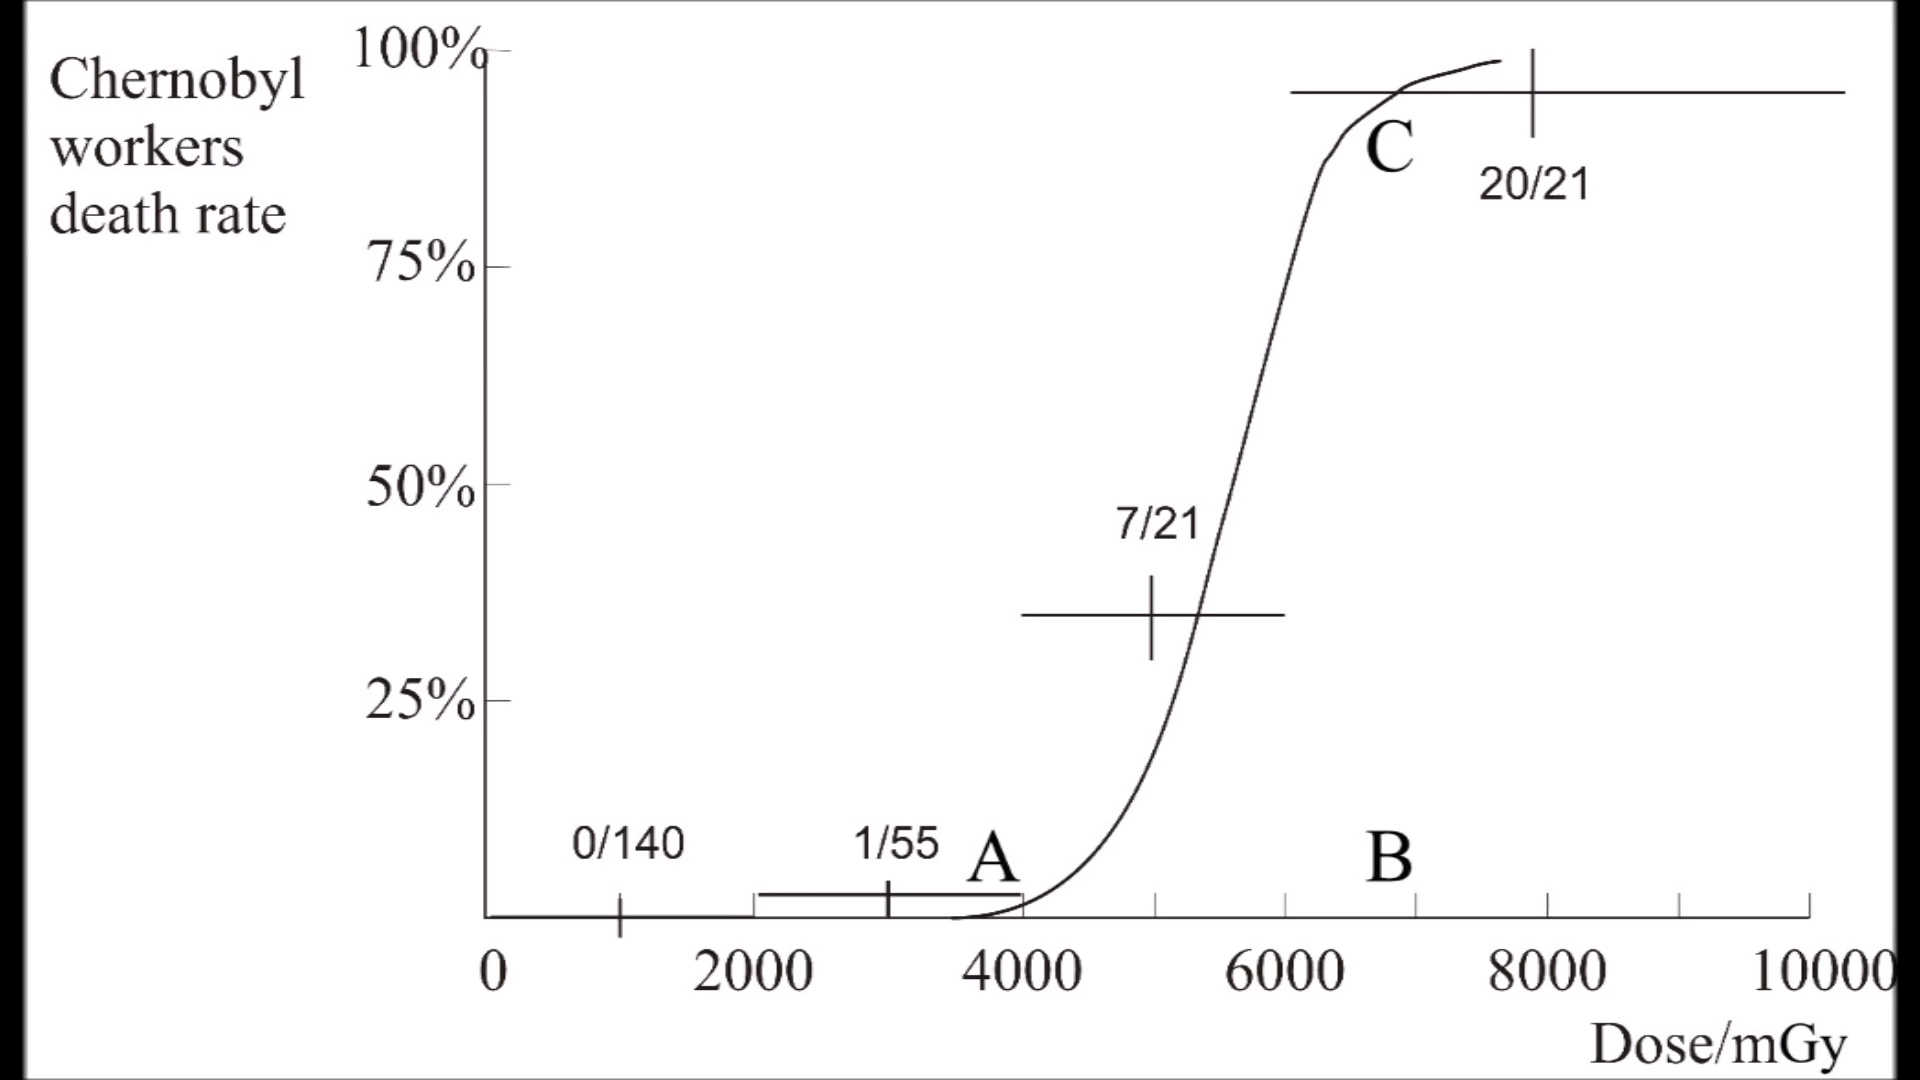 Chernobyl
workers
death rate
100%
75%
50%
25%
C
20/21
7/21
0/140
1/55
A
B
0
2000
4000
6000
8000
10000
Dose/mGy